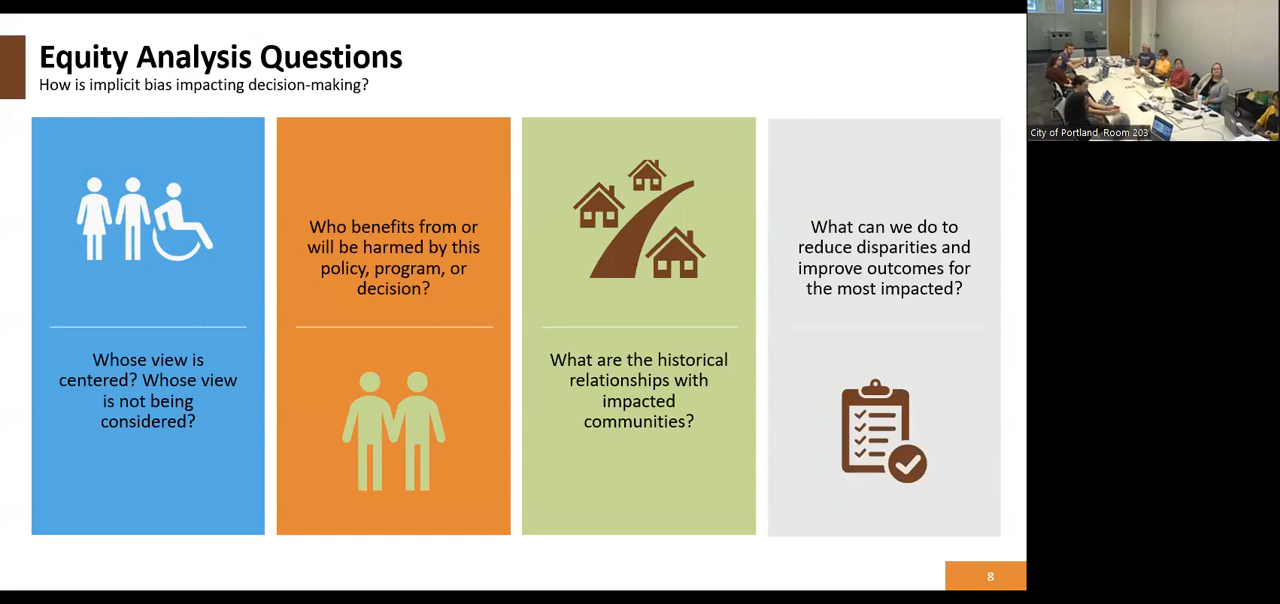 Equity Analysis Questions
How is implicit bias impacting decision-making?
Whose view is
centered? Whose view
is not being
considered?
Who benefits from or
will be harmed by this
policy, program, or
decision?
What are the historical
relationships with
impacted
communities?
What can we do to
reduce disparities and
improve outcomes for
the most impacted?
8
City of Portland, Room 203